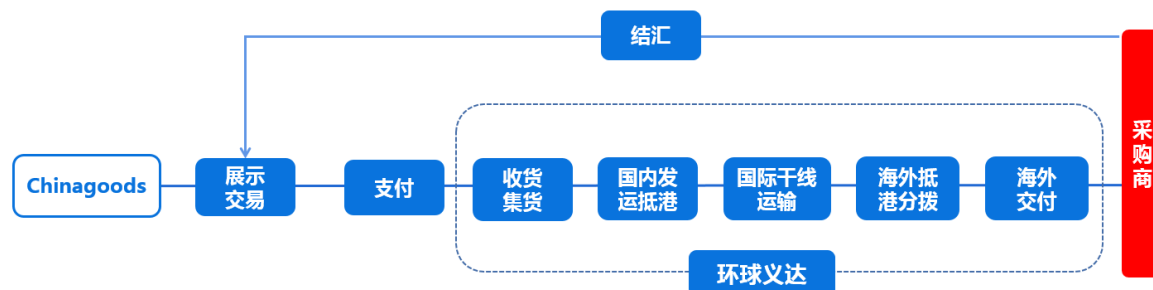 结汇
Chinagoods
展示
交易
支付
收货
集货
国内发
运抵港
国际干线
运输
海外抵
港分拨
海外
交付
采
购
商
环球义达